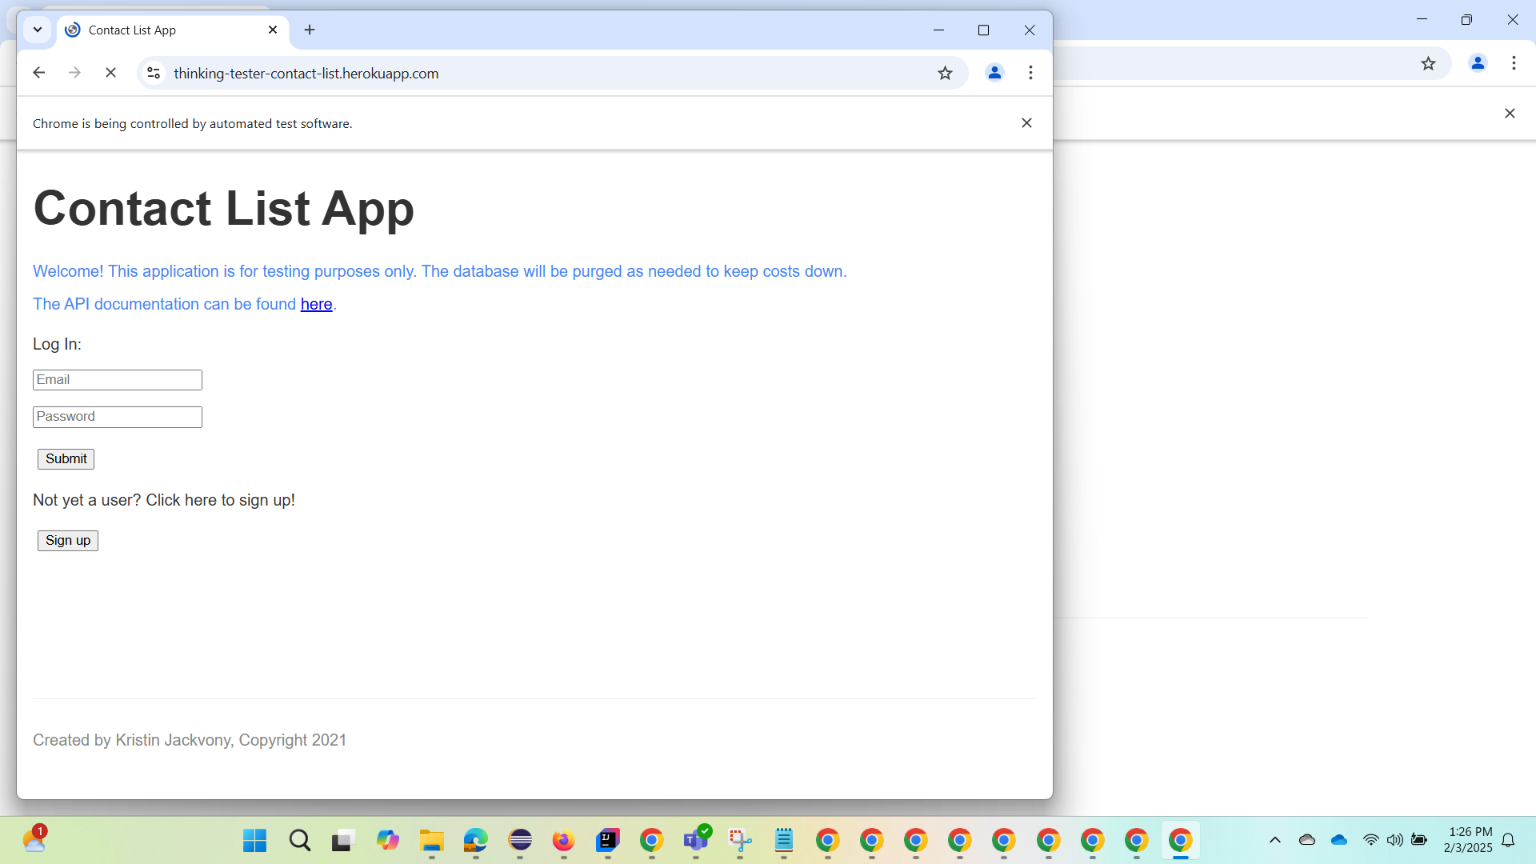 Contact List App
thinking-tester-contact-list.herokuapp.com
Chrome is being controlled by automated test software.
Contact List App
Welcome! This application is for testing purposes only. The database will be purged as needed to keep costs down.
The API documentation can be found here.
Log In:
Email
Password
Submit
Not yet a user? Click here to sign up!
Sign up
Created by Kristin Jackvony, Copyright 2021
1
IJ
1:26 PM
2/3/2025